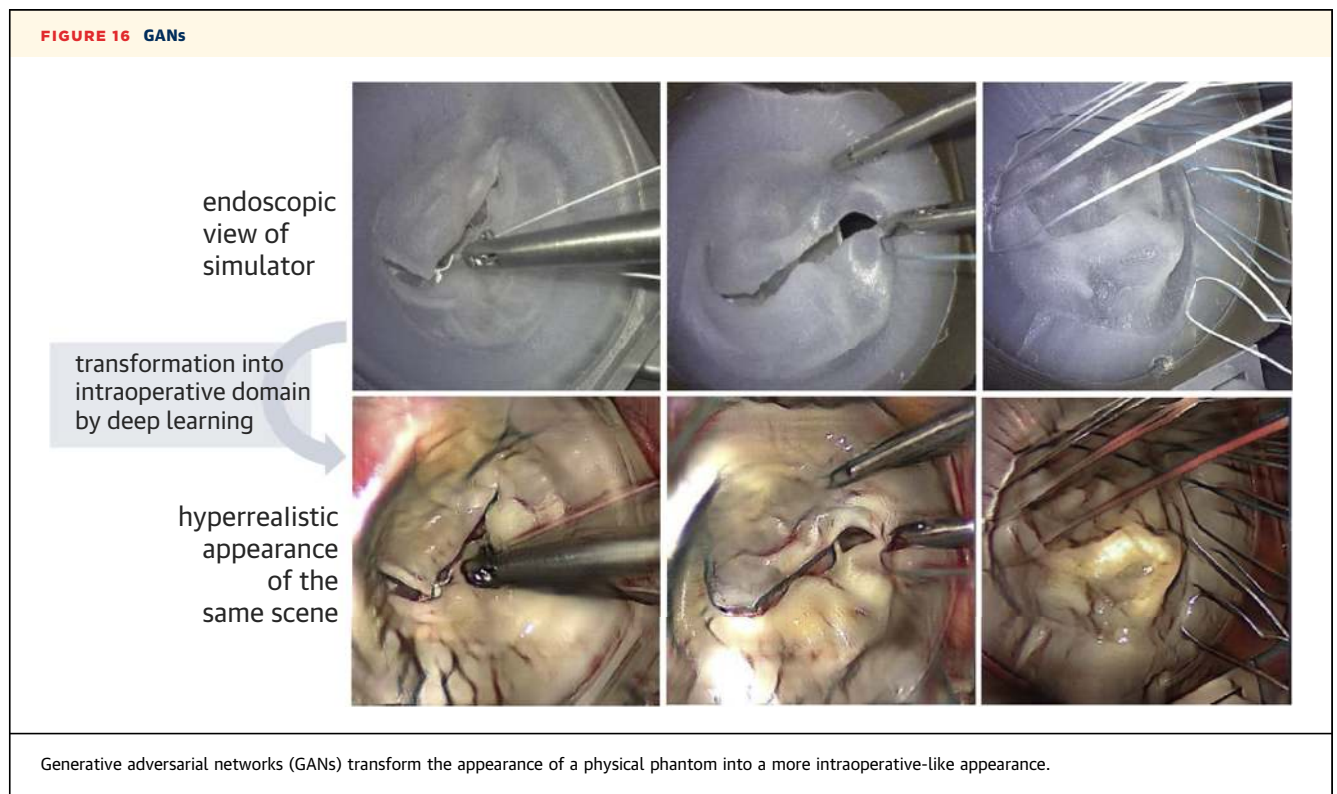 FIGURE 16 GANs
endoscopic
view of
simulator
transformation into
intraoperative domain
by deep learning
hyperrealistic
appearance
of the
same scene
Generative adversarial networks (GANs) transform the appearance of a physical phantom into a more intraoperative-like appearance.